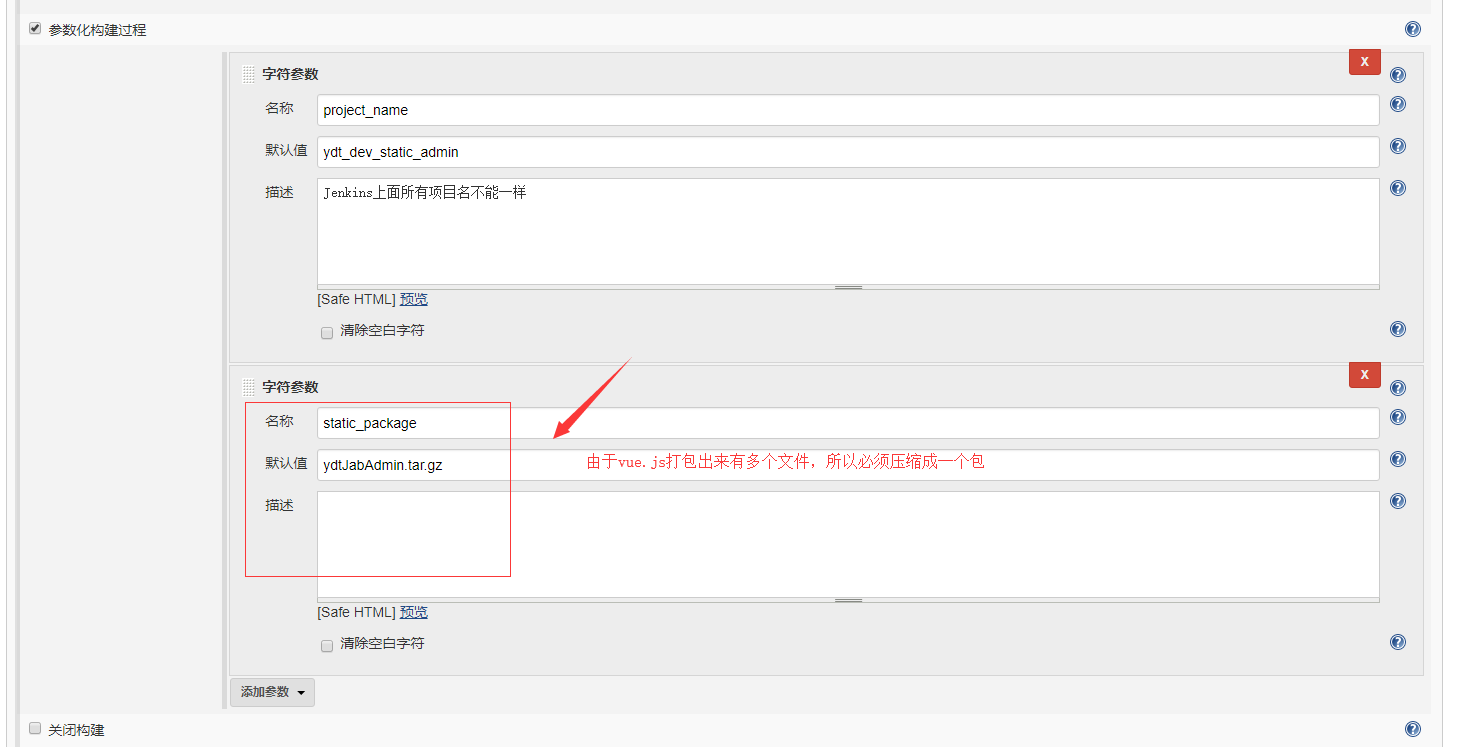 参数化构建过程
字符参数
X
名称
project_name
默认值
ydt_dev_static_admin
描述
Jenkins上面所有项目名不能一样
[Safe HTML] 预览
清除空白字符
字符参数
X
名称
static_package
默认值
ydtJabAdmin.tar.gz
由于vue.js打包出来有多个文件，所以必须压缩成一个包
描述
[Safe HTML] 预览
清除空白字符
添加参数
关闭构建